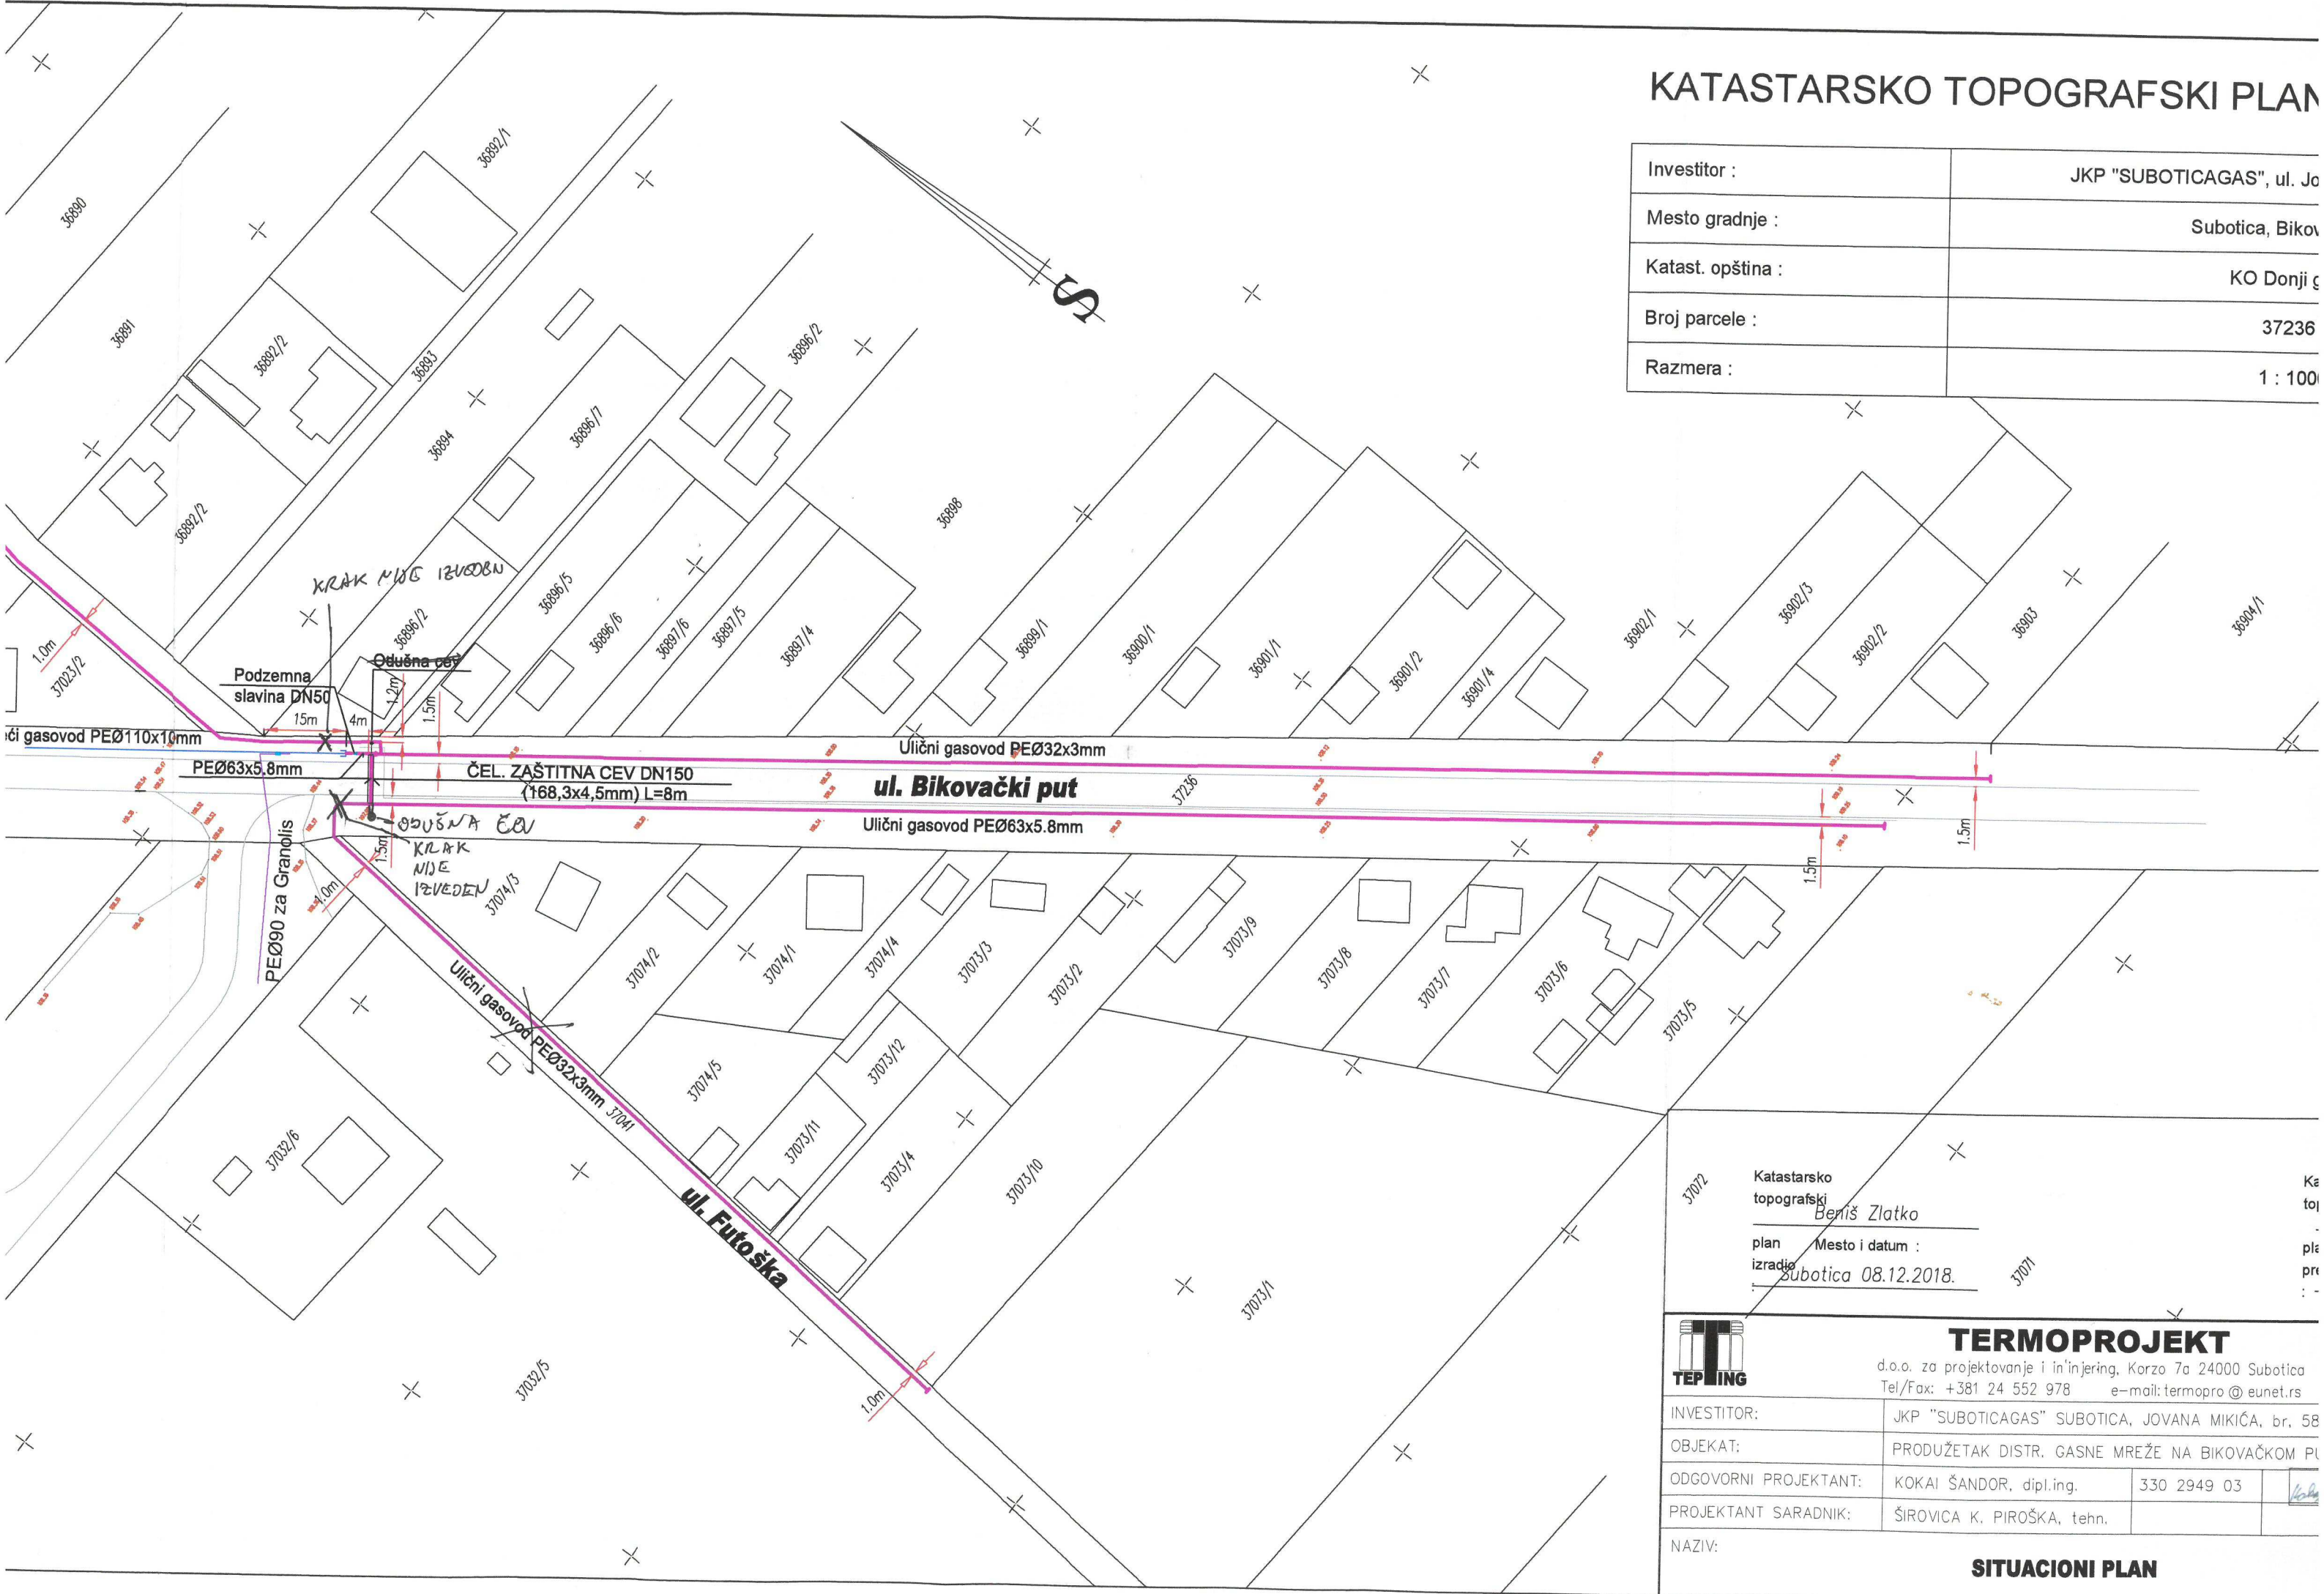 KATASTARSKO TOPOGRAFSKI PLAN
Investitor :
JKP "SUBOTICAGAS", ul. Jo
Mesto gradnje :
Subotica, Bikov
Katast. opština :
KO Donji g
Broj parcele :
37236
Razmera :
1 : 100
S
36890
36891
36892/1
36892/2
36892/2
36893
36894
36896/7
36896/2
36896/2
36896/5
36896/6
36897/6
36897/5
36897/4
36898
36899/1
36900/1
36901/1
36901/2
36901/4
36902/1
36902/3
36902/2
36903
36904/1
KRAK NIJE IZVEDEN
1.0m
37023/2
Podzemna
slavina DN50
Odušna cev
15m
4m
1.2m
1.5m
ći gasovod PEØ110x10mm
PEØ63x5.8mm
ČEL. ZAŠTITNA CEV DN150
(168,3x4,5mm) L=8m
Ulični gasovod PEØ32x3mm
ul. Bikovački put
37236
Ulični gasovod PEØ63x5.8mm
1.5m
1.5m
ODUŠNA CEV
KRAK
NIJE
IZVEDEN
1.5m
1.0m
PEØ90 za Granolis
37074/3
37074/2
37074/1
37074/4
37073/3
37073/2
37073/9
37073/8
37073/7
37073/6
37073/5
Ulični gasovod PEØ32x3mm
37041
37074/5
37073/12
37073/11
37073/4
37073/10
37073/1
37032/6
37032/5
ul. Futoška
1.0m
37072
37071
Katastarsko
topografski
Beniš Zlatko
plan
Mesto i datum :
izradio
Subotica 08.12.2018.
:
Ka
top
pla
pre
: -
TEPING
TERMOPROJEKT
d.o.o. za projektovanje i in'injering, Korzo 7a 24000 Subotica
Tel/Fax: +381 24 552 978 e-mail: termopro @ eunet.rs
INVESTITOR:
JKP "SUBOTICAGAS" SUBOTICA, JOVANA MIKIĆA, br. 58
OBJEKAT:
PRODUŽETAK DISTR. GASNE MREŽE NA BIKOVAČKOM PU
ODGOVORNI PROJEKTANT:
KOKAI ŠANDOR, dipl.ing.
330 2949 03
PROJEKTANT SARADNIK:
ŠIROVICA K. PIROŠKA, tehn.
NAZIV:
SITUACIONI PLAN